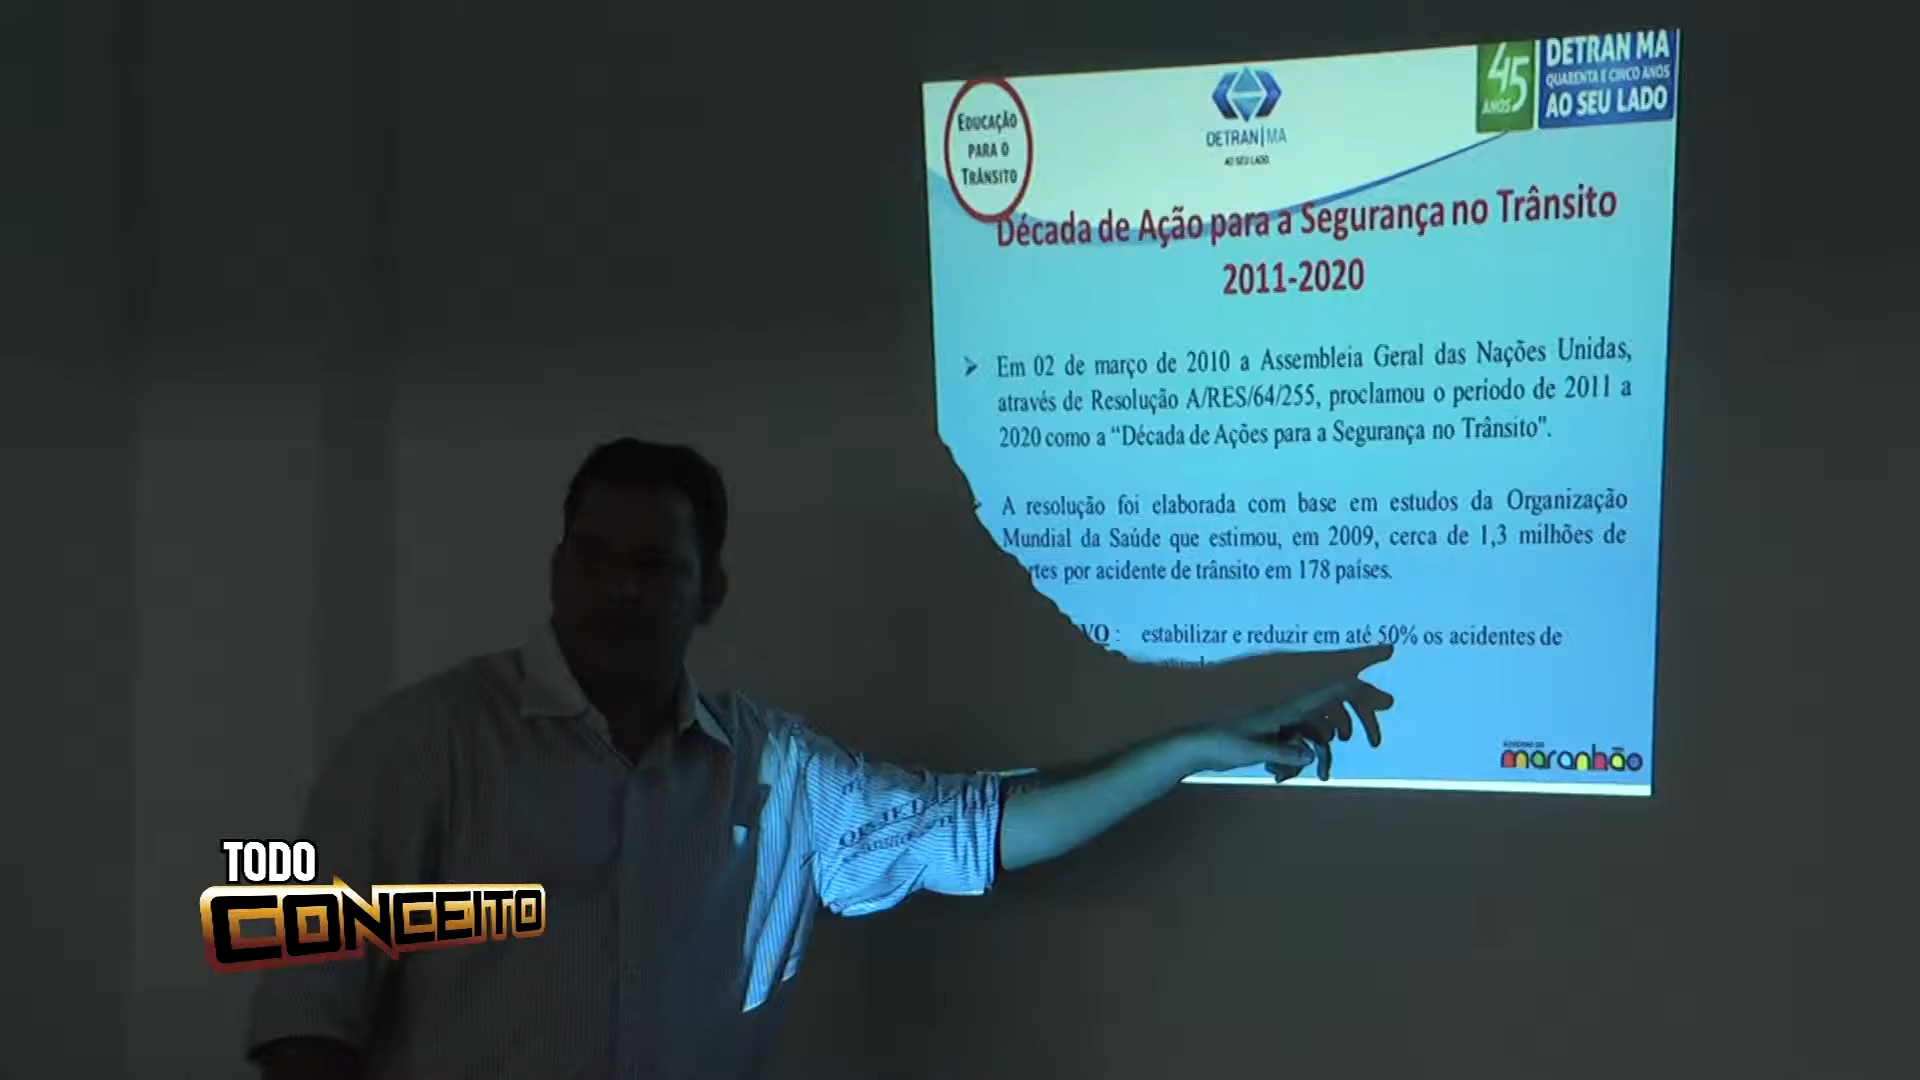 EDUCAÇÃO
PARA O
TRÂNSITO
DETRAN|MA
AO SEU LADO
45
ANOS
DETRAN MA
QUARENTA E CINCO ANOS
AO SEU LADO
Década de Ação para a Segurança no Trânsito
2011-2020
Em 02 de março de 2010 a Assembleia Geral das Nações Unidas,
através de Resolução A/RES/64/255, proclamou o período de 2011 a
2020 como a “Década de Ações para a Segurança no Trânsito".
A resolução foi elaborada com base em estudos da Organização
Mundial da Saúde que estimou, em 2009, cerca de 1,3 milhões de
rtes por acidente de trânsito em 178 países.
VO : estabilizar e reduzir em até 50% os acidentes de
GOVERNO DO
maranhão
TODO
CONCEITO